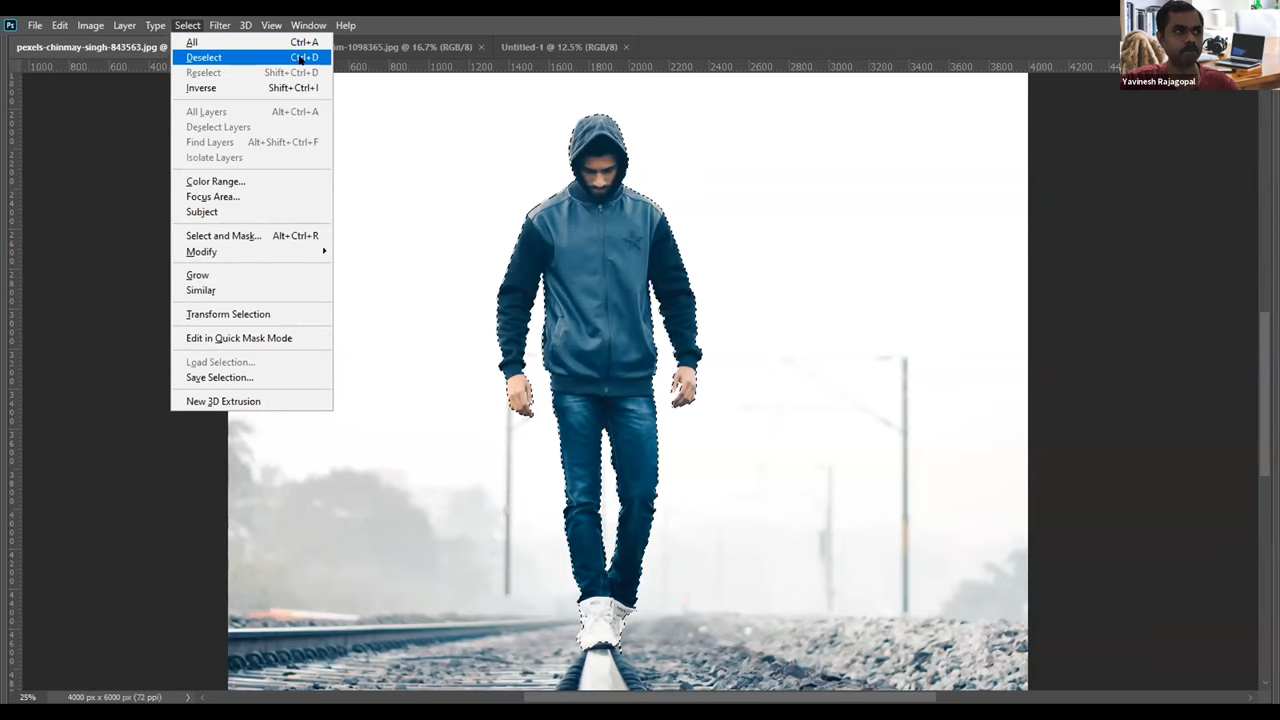 Ps File Edit Image Layer Type Select Filter 3D View Window Help
pexels-chinmay-singh-843563.jpg @ -1098365.jpg @ 16.7% (RGB/8) × Untitled-1 @ 12.5% (RGB/8) ×
1000 600 800 1000 1200 1400 1600 1800 2000 2200 2400 2600 2800 3000 3200 3400 3600 3800 4000 4200 4400
Yavinesh Rajagopal
All Ctrl+A
Deselect Ctrl+D
Reselect Shift+Ctrl+D
Inverse Shift+Ctrl+I
All Layers Alt+Ctrl+A
Deselect Layers
Find Layers Alt+Shift+Ctrl+F
Isolate Layers
Color Range...
Focus Area...
Subject
Select and Mask... Alt+Ctrl+R
Modify
Grow
Similar
Transform Selection
Edit in Quick Mask Mode
Load Selection...
Save Selection...
New 3D Extrusion
25% 4000 px x 6000 px (72 ppi)